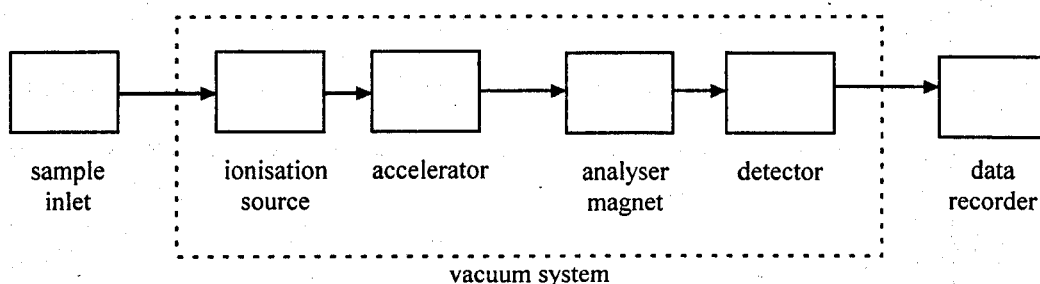 sample
inlet
ionisation
source
accelerator
analyser
magnet
detector
data
recorder
vacuum system